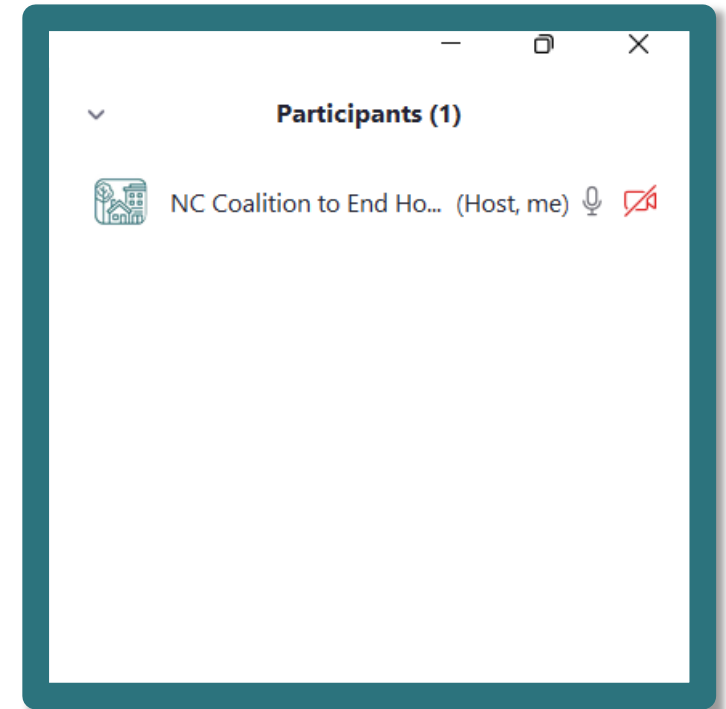 Participants (1)
NC Coalition to End Ho... (Host, me)